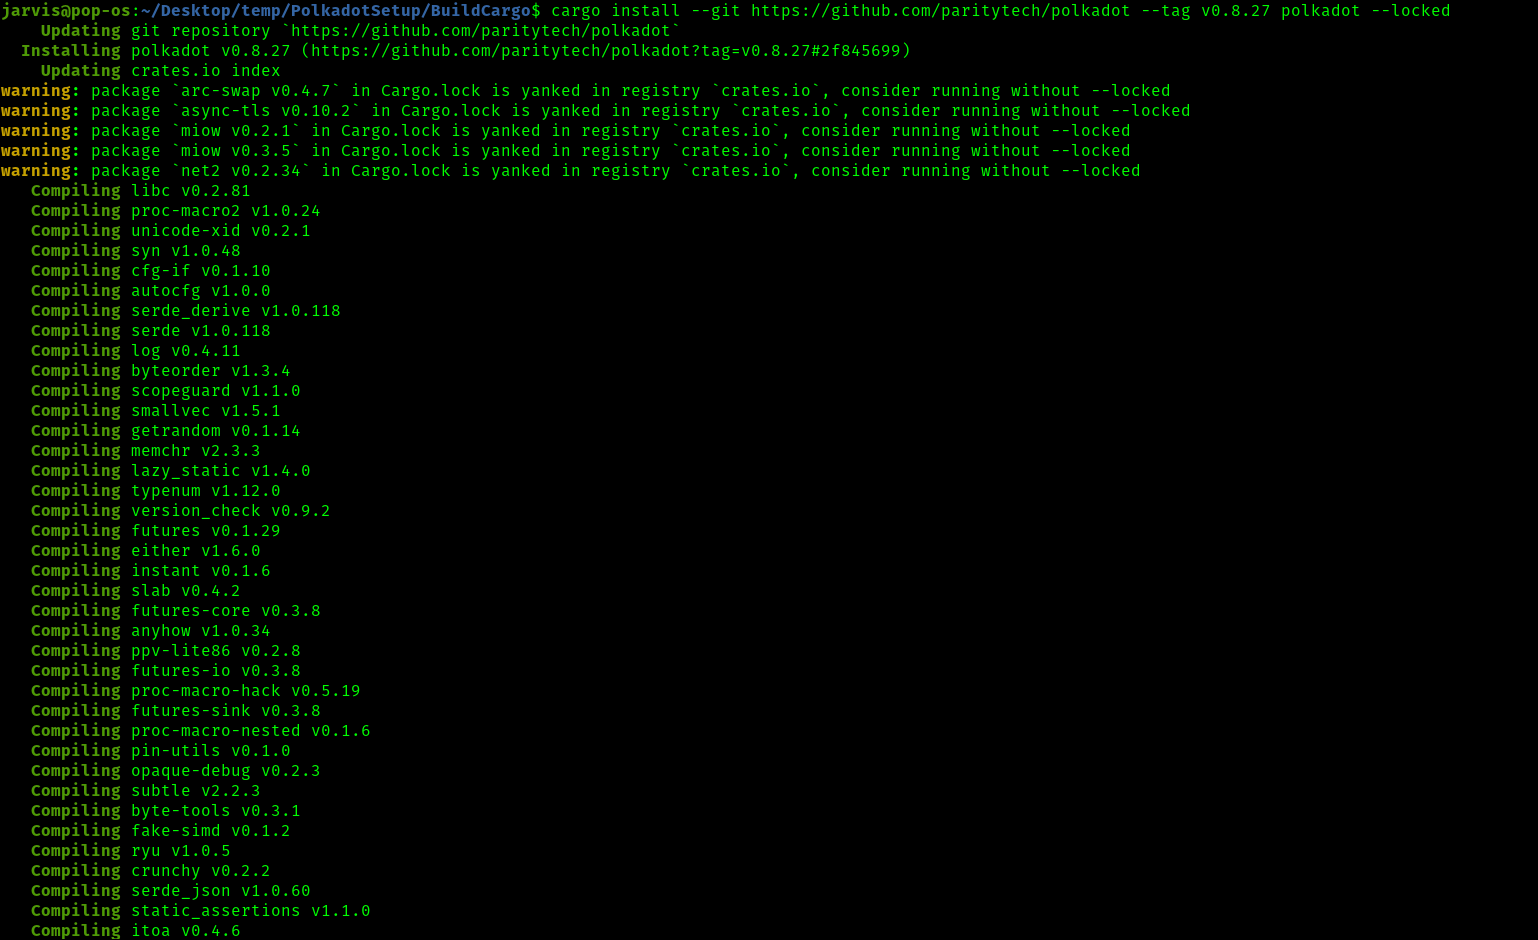 jarvis@pop-os:~/Desktop/temp/PolkadotSetup/BuildCargo$ cargo install --git https://github.com/paritytech/polkadot --tag v0.8.27 polkadot --locked
Updating git repository `https://github.com/paritytech/polkadot`
Installing polkadot v0.8.27 (https://github.com/paritytech/polkadot?tag=v0.8.27#2f845699)
Updating crates.io index
warning: package `arc-swap v0.4.7` in Cargo.lock is yanked in registry `crates.io`, consider running without --locked
warning: package `async-tls v0.10.2` in Cargo.lock is yanked in registry `crates.io`, consider running without --locked
warning: package `miow v0.2.1` in Cargo.lock is yanked in registry `crates.io`, consider running without --locked
warning: package `miow v0.3.5` in Cargo.lock is yanked in registry `crates.io`, consider running without --locked
warning: package `net2 v0.2.34` in Cargo.lock is yanked in registry `crates.io`, consider running without --locked
Compiling libc v0.2.81
Compiling proc-macro2 v1.0.24
Compiling unicode-xid v0.2.1
Compiling syn v1.0.48
Compiling cfg-if v0.1.10
Compiling autocfg v1.0.0
Compiling serde_derive v1.0.118
Compiling serde v1.0.118
Compiling log v0.4.11
Compiling byteorder v1.3.4
Compiling scopeguard v1.1.0
Compiling smallvec v1.5.1
Compiling getrandom v0.1.14
Compiling memchr v2.3.3
Compiling lazy_static v1.4.0
Compiling typenum v1.12.0
Compiling version_check v0.9.2
Compiling futures v0.1.29
Compiling either v1.6.0
Compiling instant v0.1.6
Compiling slab v0.4.2
Compiling futures-core v0.3.8
Compiling anyhow v1.0.34
Compiling ppv-lite86 v0.2.8
Compiling futures-io v0.3.8
Compiling proc-macro-hack v0.5.19
Compiling futures-sink v0.3.8
Compiling proc-macro-nested v0.1.6
Compiling pin-utils v0.1.0
Compiling opaque-debug v0.2.3
Compiling subtle v2.2.3
Compiling byte-tools v0.3.1
Compiling fake-simd v0.1.2
Compiling ryu v1.0.5
Compiling crunchy v0.2.2
Compiling serde_json v1.0.60
Compiling static_assertions v1.1.0
Compiling itoa v0.4.6